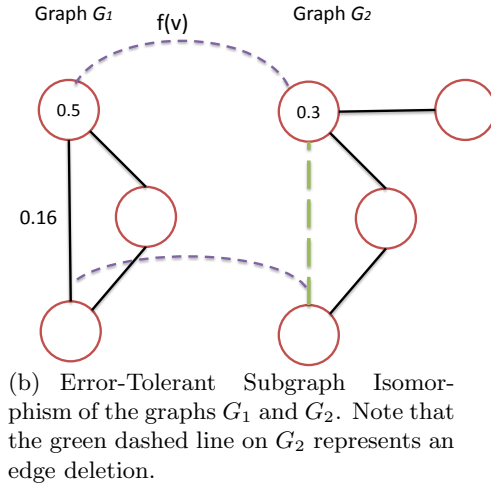 Graph G₁
f(v)
Graph G₂
0.5
0.3
0.16
(b) Error-Tolerant Subgraph Isomor-
phism of the graphs G₁ and G₂. Note that
the green dashed line on G₂ represents an
edge deletion.